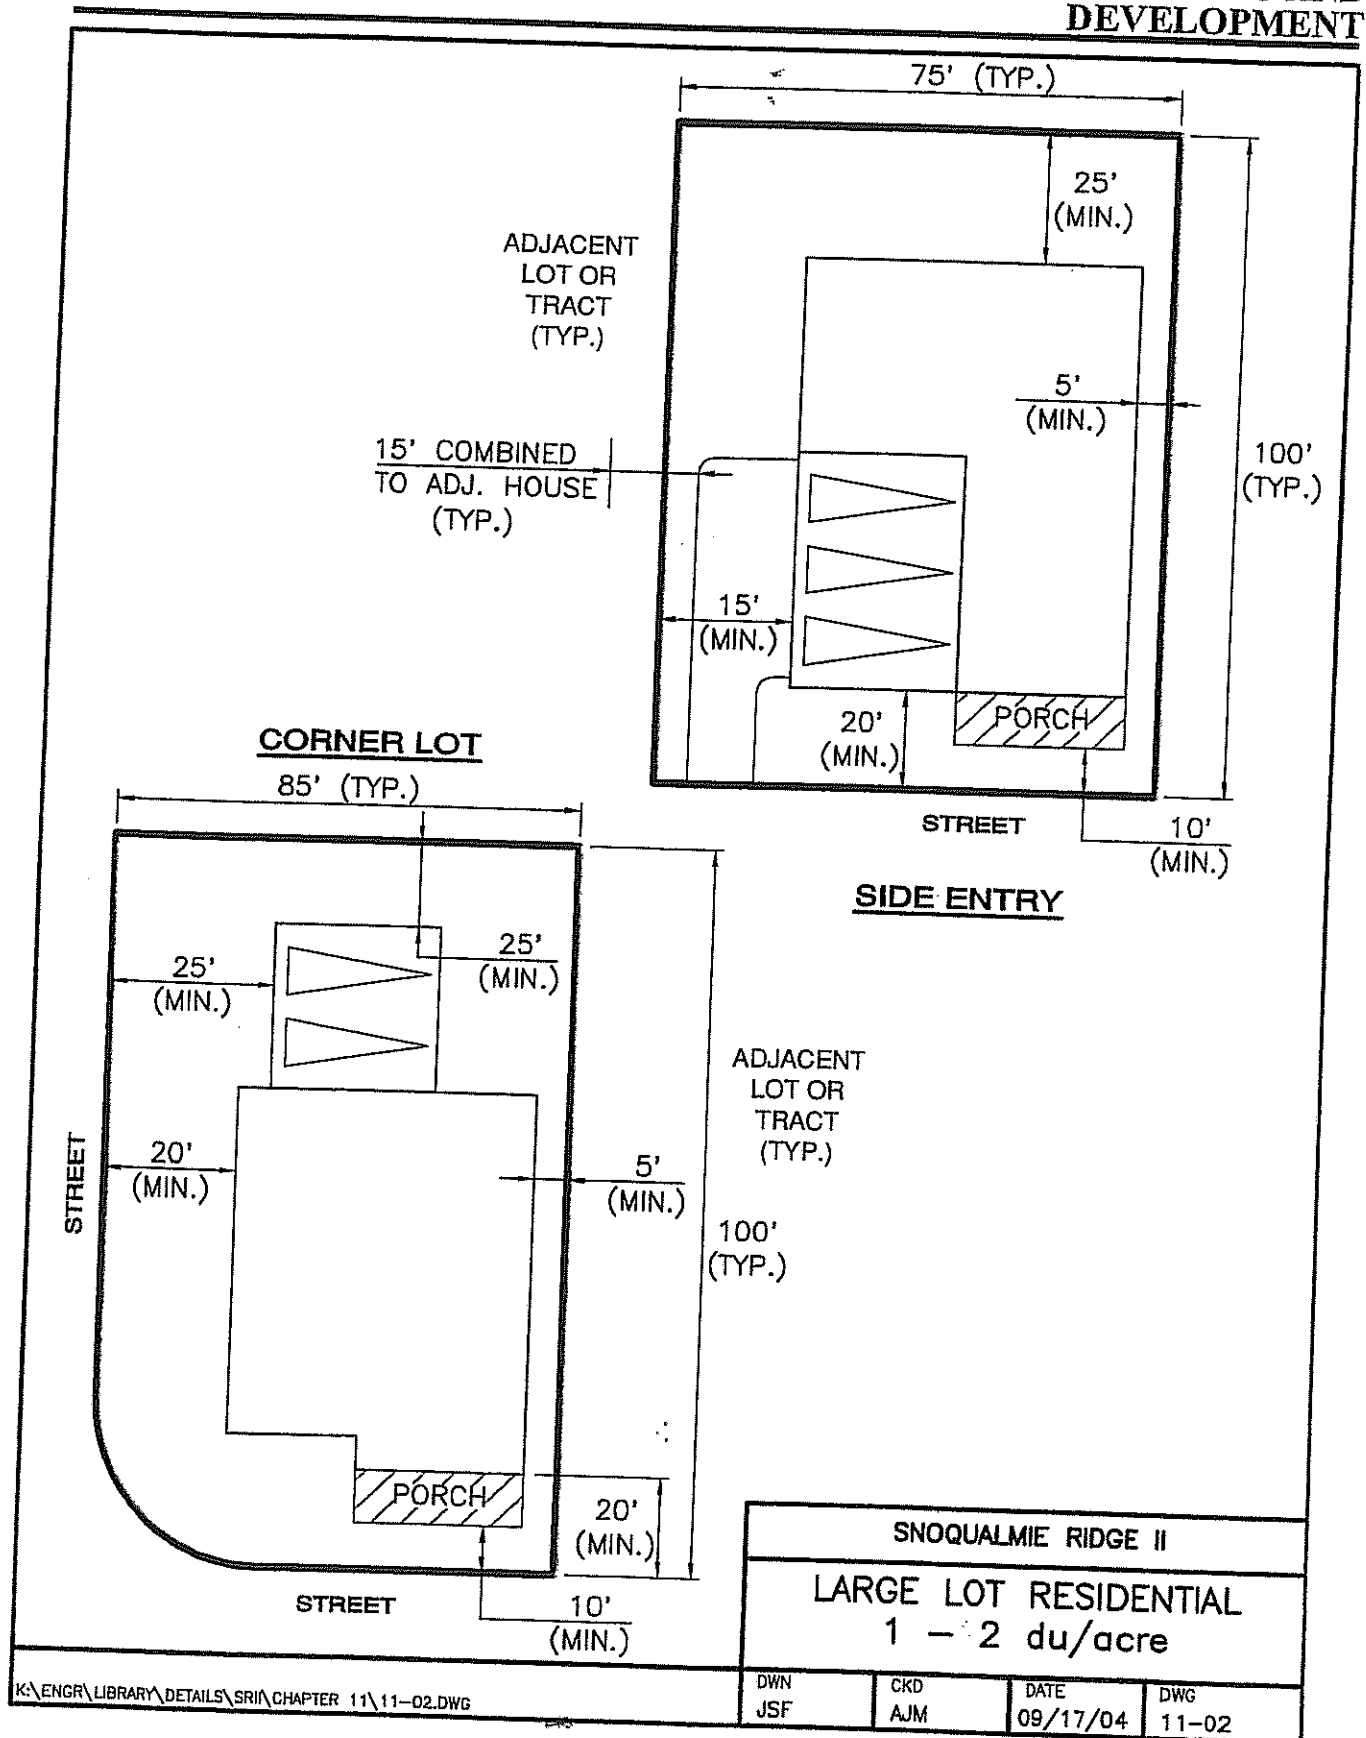 DEVELOPMENT
75' (TYP.)
25'
(MIN.)
ADJACENT
LOT OR
TRACT
(TYP.)
5'
(MIN.)
15' COMBINED
TO ADJ. HOUSE
(TYP.)
100'
(TYP.)
15'
(MIN.)
20'
(MIN.)
PORCH
STREET
10'
(MIN.)
SIDE ENTRY
CORNER LOT
85' (TYP.)
25'
(MIN.)
25'
(MIN.)
ADJACENT
LOT OR
TRACT
(TYP.)
STREET
20'
(MIN.)
5'
(MIN.)
100'
(TYP.)
PORCH
20'
(MIN.)
STREET
10'
(MIN.)
SNOQUALMIE RIDGE II
LARGE LOT RESIDENTIAL
1 - 2 du/acre
DWN
JSF
CKD
AJM
DATE
09/17/04
DWG
11-02
K:\ENGR\LIBRARY\DETAILS\SRII\CHAPTER 11\11-02.DWG